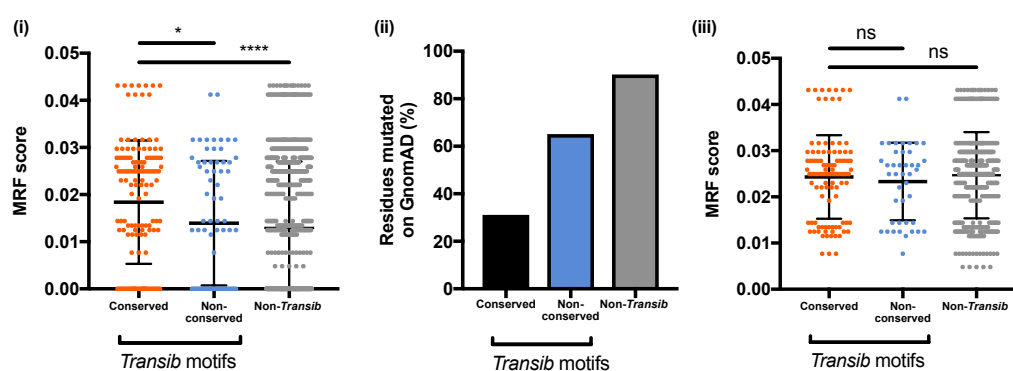 (i)
*
****
MRF score
0.05
0.04
0.03
0.02
0.01
0.00
Conserved
Non-
conserved
Non-Transib
Transib motifs
(ii)
Residues mutated
on GnomAD (%)
100
80
60
40
20
0
Conserved
Non-
conserved
Non-Transib
Transib motifs
(iii)
ns
ns
MRF score
0.05
0.04
0.03
0.02
0.01
0.00
Conserved
Non-
conserved
Non-Transib
Transib motifs